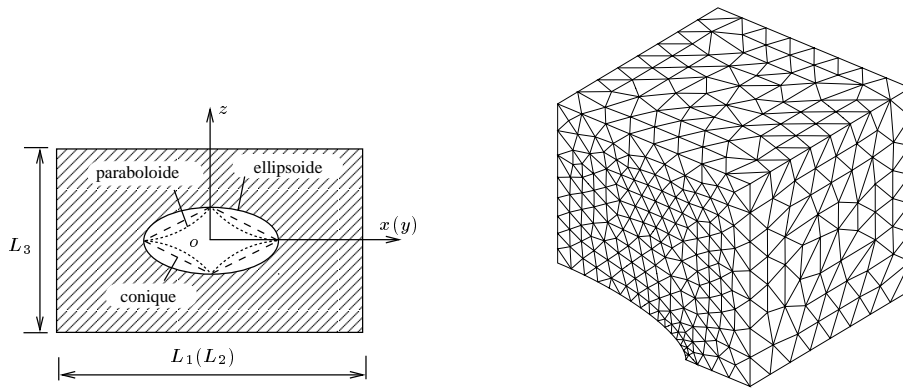 z
paraboloide
ellipsoide
L3
o
x(y)
conique
L1(L2)